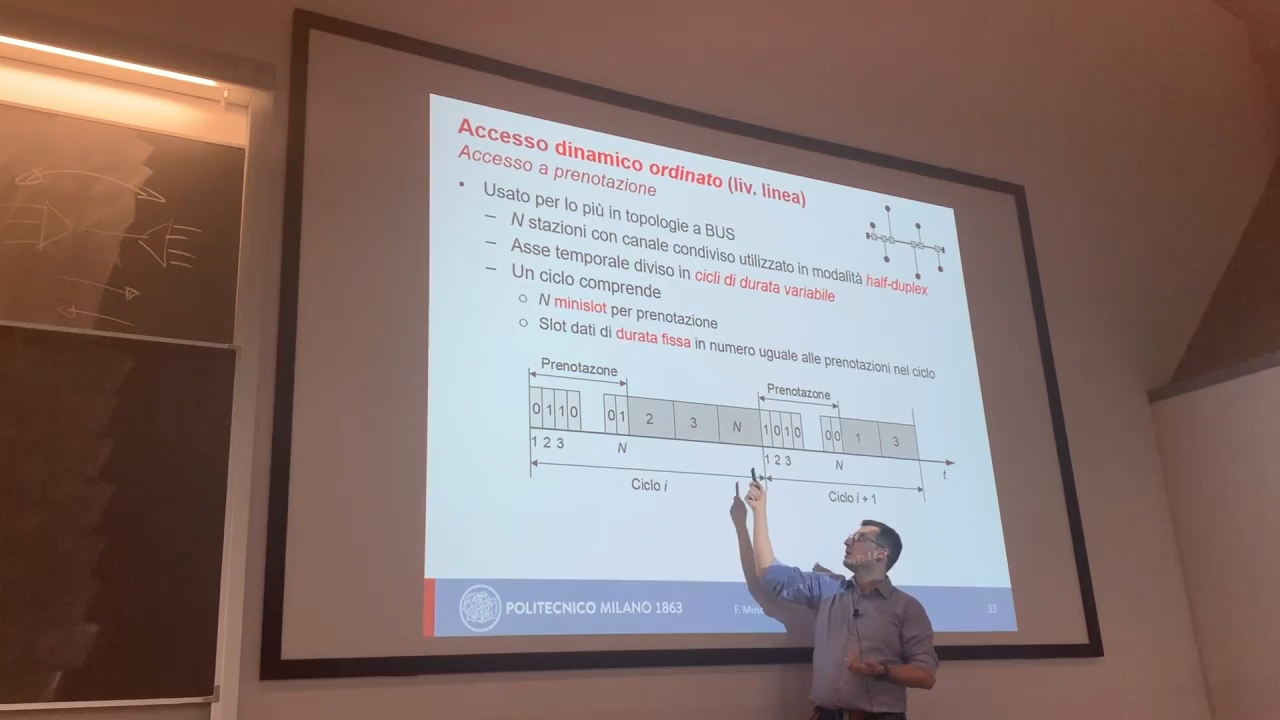 Accesso dinamico ordinato (liv. linea)
Accesso a prenotazione
• Usato per lo più in topologie a BUS
– N stazioni con canale condiviso utilizzato in modalità half-duplex
– Asse temporale diviso in cicli di durata variabile
– Un ciclo comprende
o N minislot per prenotazione
o Slot dati di durata fissa in numero uguale alle prenotazioni nel ciclo
Prenotazone
Prenotazone
0 1 1 0 0 1 2 3 N 1 0 1 0 0 0 1 3
1 2 3 N 1 2 3 N t
Ciclo i
Ciclo i + 1
POLITECNICO MILANO 1863
F. 33